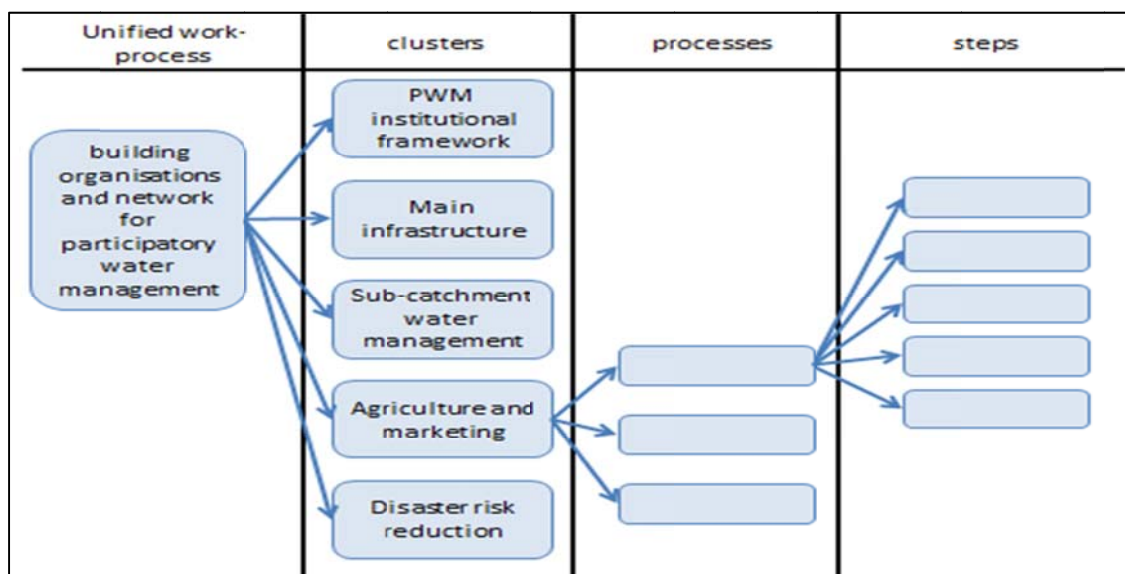 Unified work-
process
clusters
processes
steps
building
organisations
and network
for
participatory
water
management
PWM
institutional
framework
Main
infrastructure
Sub-catchment
water
management
Agriculture and
marketing
Disaster risk
reduction